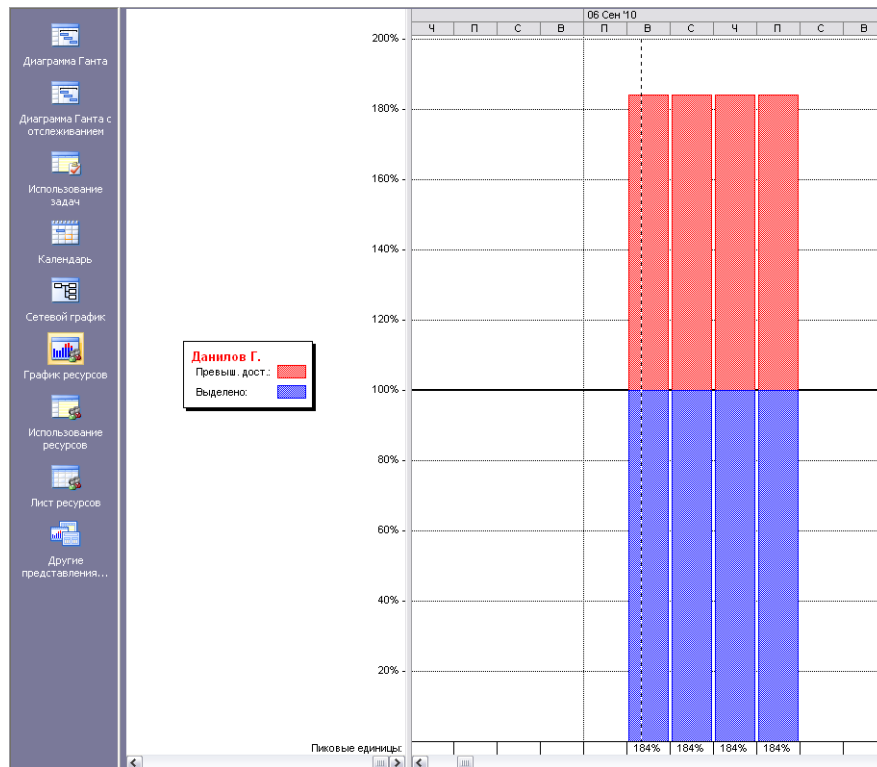 Диаграмма Ганта
Диаграмма Ганта с
отслеживанием
Использование
задач
Календарь
Сетевой график
График ресурсов
Использование
ресурсов
Лист ресурсов
Другие
представления...
Данилов Г.
Превыш. дост.:
Выделено:
06 Сен '10
Ч П С В П В С Ч П С В
200%
180%
160%
140%
120%
100%
80%
60%
40%
20%
Пиковые единицы: 184% 184% 184% 184%